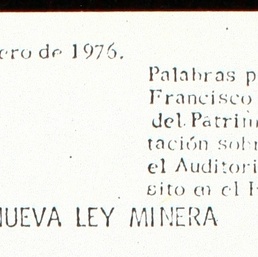 ero de 1976.
Palabras p
Francisco
del Patrim
tación sobr
el Auditori
sito en el
NUEVA LEY MINERA